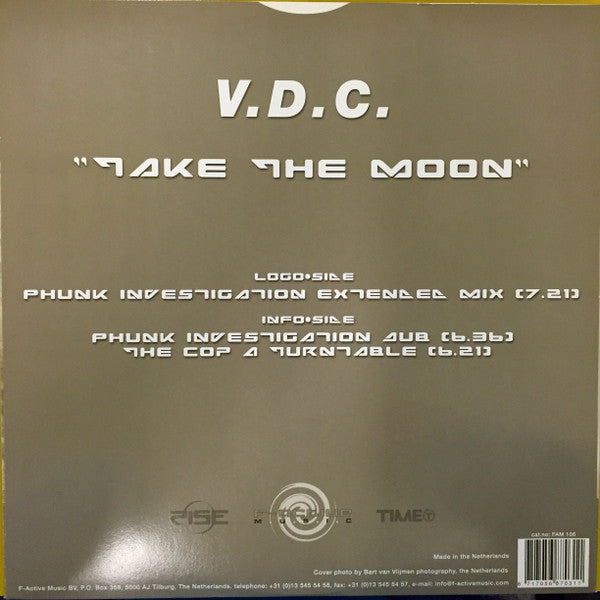 V.D.C.
"TAKE THE MOON"
LOGO•SIDE
PHUNK INVESTIGATION EXTENDED MIX (7.21)
INFO•SIDE
PHUNK INVESTIGATION DUB (6.36)
THE COP A TURNTABLE (6.21)
RISE
F-ACTIVE
MUSIC
TIME
cat.no: FAM 106
Made in the Netherlands
Cover photo by Bart van Vlijmen photography, the Netherlands
F-Active Music BV, P.O. Box 358, 5000 AJ Tilburg, The Netherlands. telephone: +31 (0)13 545 54 58, fax: +31 (0)13 545 54 57, e-mail: info@f-activemusic.com